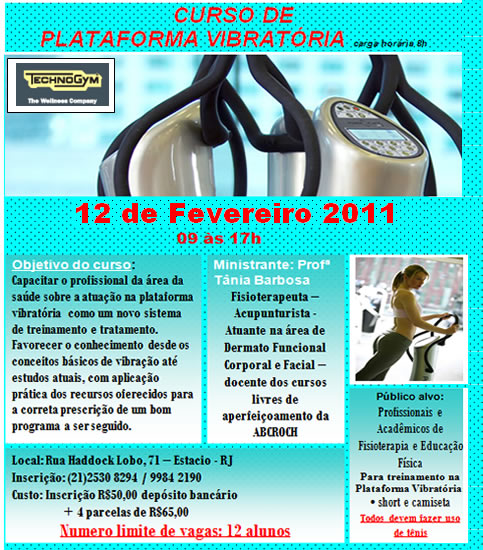 CURSO DE
PLATAFORMA VIBRATÓRIA carga horária 8h
TECHNOGYM
The Wellness Company
12 de Fevereiro 2011
09 às 17h
Objetivo do curso:
Capacitar o profissional da área da
saúde sobre a atuação na plataforma
vibratória como um novo sistema
de treinamento e tratamento.
Favorecer o conhecimento desde os
conceitos básicos de vibração até
estudos atuais, com aplicação
prática dos recursos oferecidos para
a correta prescrição de um bom
programa a ser seguido.
Ministrante: Profª
Tânia Barbosa
Fisioterapeuta –
Acupunturista -
Atuante na área de
Dermato Funcional
Corporal e Facial –
docente dos cursos
livres de
aperfeiçoamento da
ABCROCH
Público alvo:
Profissionais e
Acadêmicos de
Fisioterapia e Educação
Física
Para treinamento na
Plataforma Vibratória
• short e camiseta
Todos devem fazer uso
de tênis
Local: Rua Haddock Lobo, 71 – Estacio - RJ
Inscrição: (21)2530 8294 / 9984 2190
Custo: Inscrição R$50,00 depósito bancário
+ 4 parcelas de R$65,00
Numero limite de vagas: 12 alunos